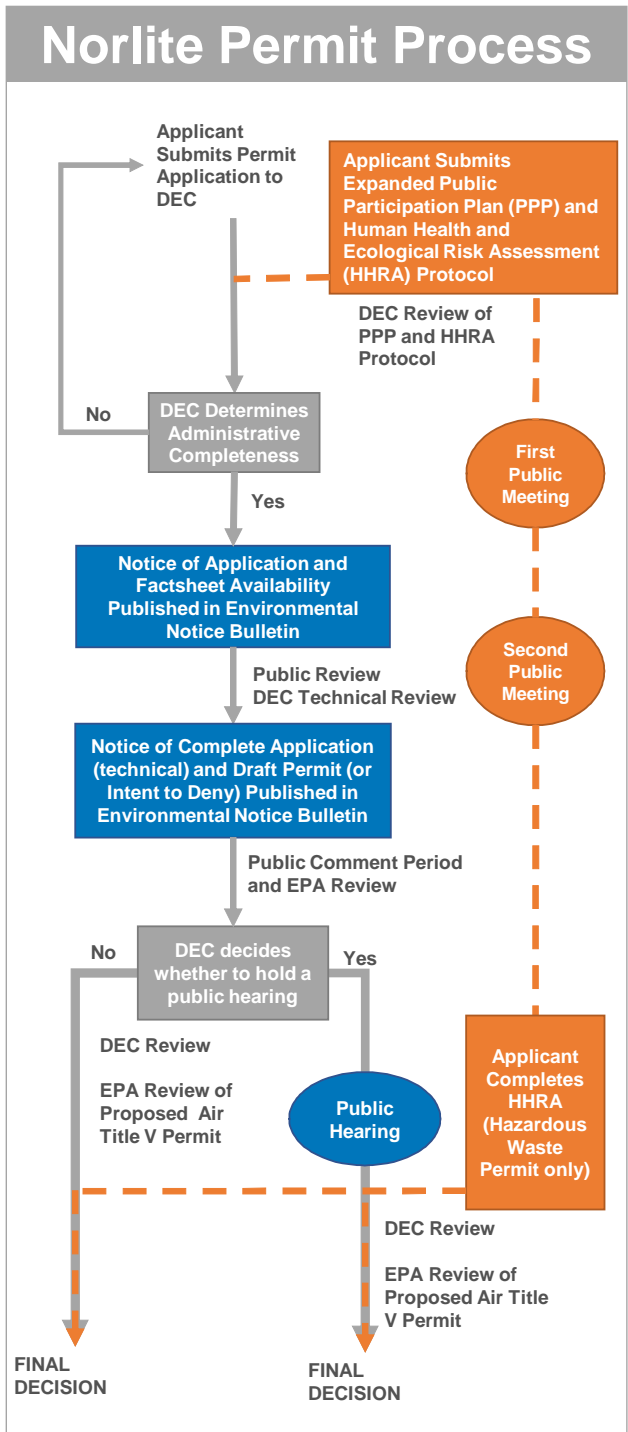 Norlite Permit Process
Applicant
Submits Permit
Application to
DEC
Applicant Submits
Expanded Public
Participation Plan (PPP) and
Human Health and
Ecological Risk Assessment
(HHRA) Protocol
DEC Review of
PPP and HHRA
Protocol
No
DEC Determines
Administrative
Completeness
First
Public
Meeting
Yes
Notice of Application and
Factsheet Availability
Published in Environmental
Notice Bulletin
Second
Public
Meeting
Public Review
DEC Technical Review
Notice of Complete Application
(technical) and Draft Permit (or
Intent to Deny) Published in
Environmental Notice Bulletin
Public Comment Period
and EPA Review
No
DEC decides
whether to hold a
public hearing
Yes
DEC Review
EPA Review of
Proposed Air
Title V Permit
Public
Hearing
Applicant
Completes
HHRA
(Hazardous
Waste
Permit only)
DEC Review
EPA Review of
Proposed Air Title
V Permit
FINAL
DECISION
FINAL
DECISION